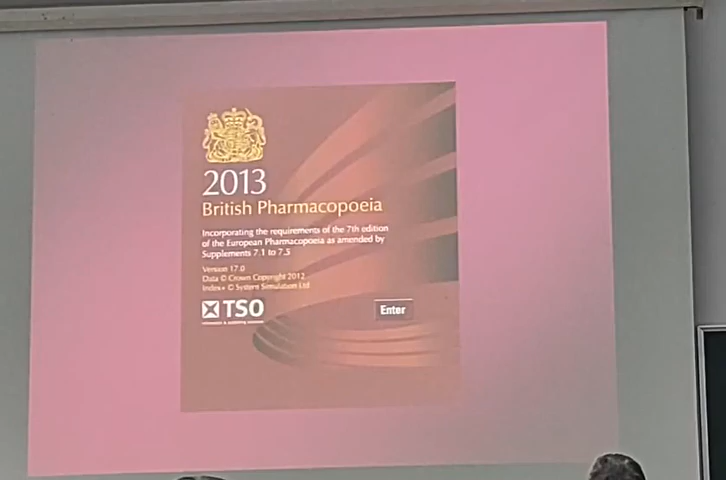 2013
British Pharmacopoeia
Incorporating the requirements of the 7th edition
of the European Pharmacopoeia as amended by
Supplements 7.1 to 7.5
Version 17.0
Data © Crown Copyright 2012
Index+ © System Simulation Ltd
TSO
Enter